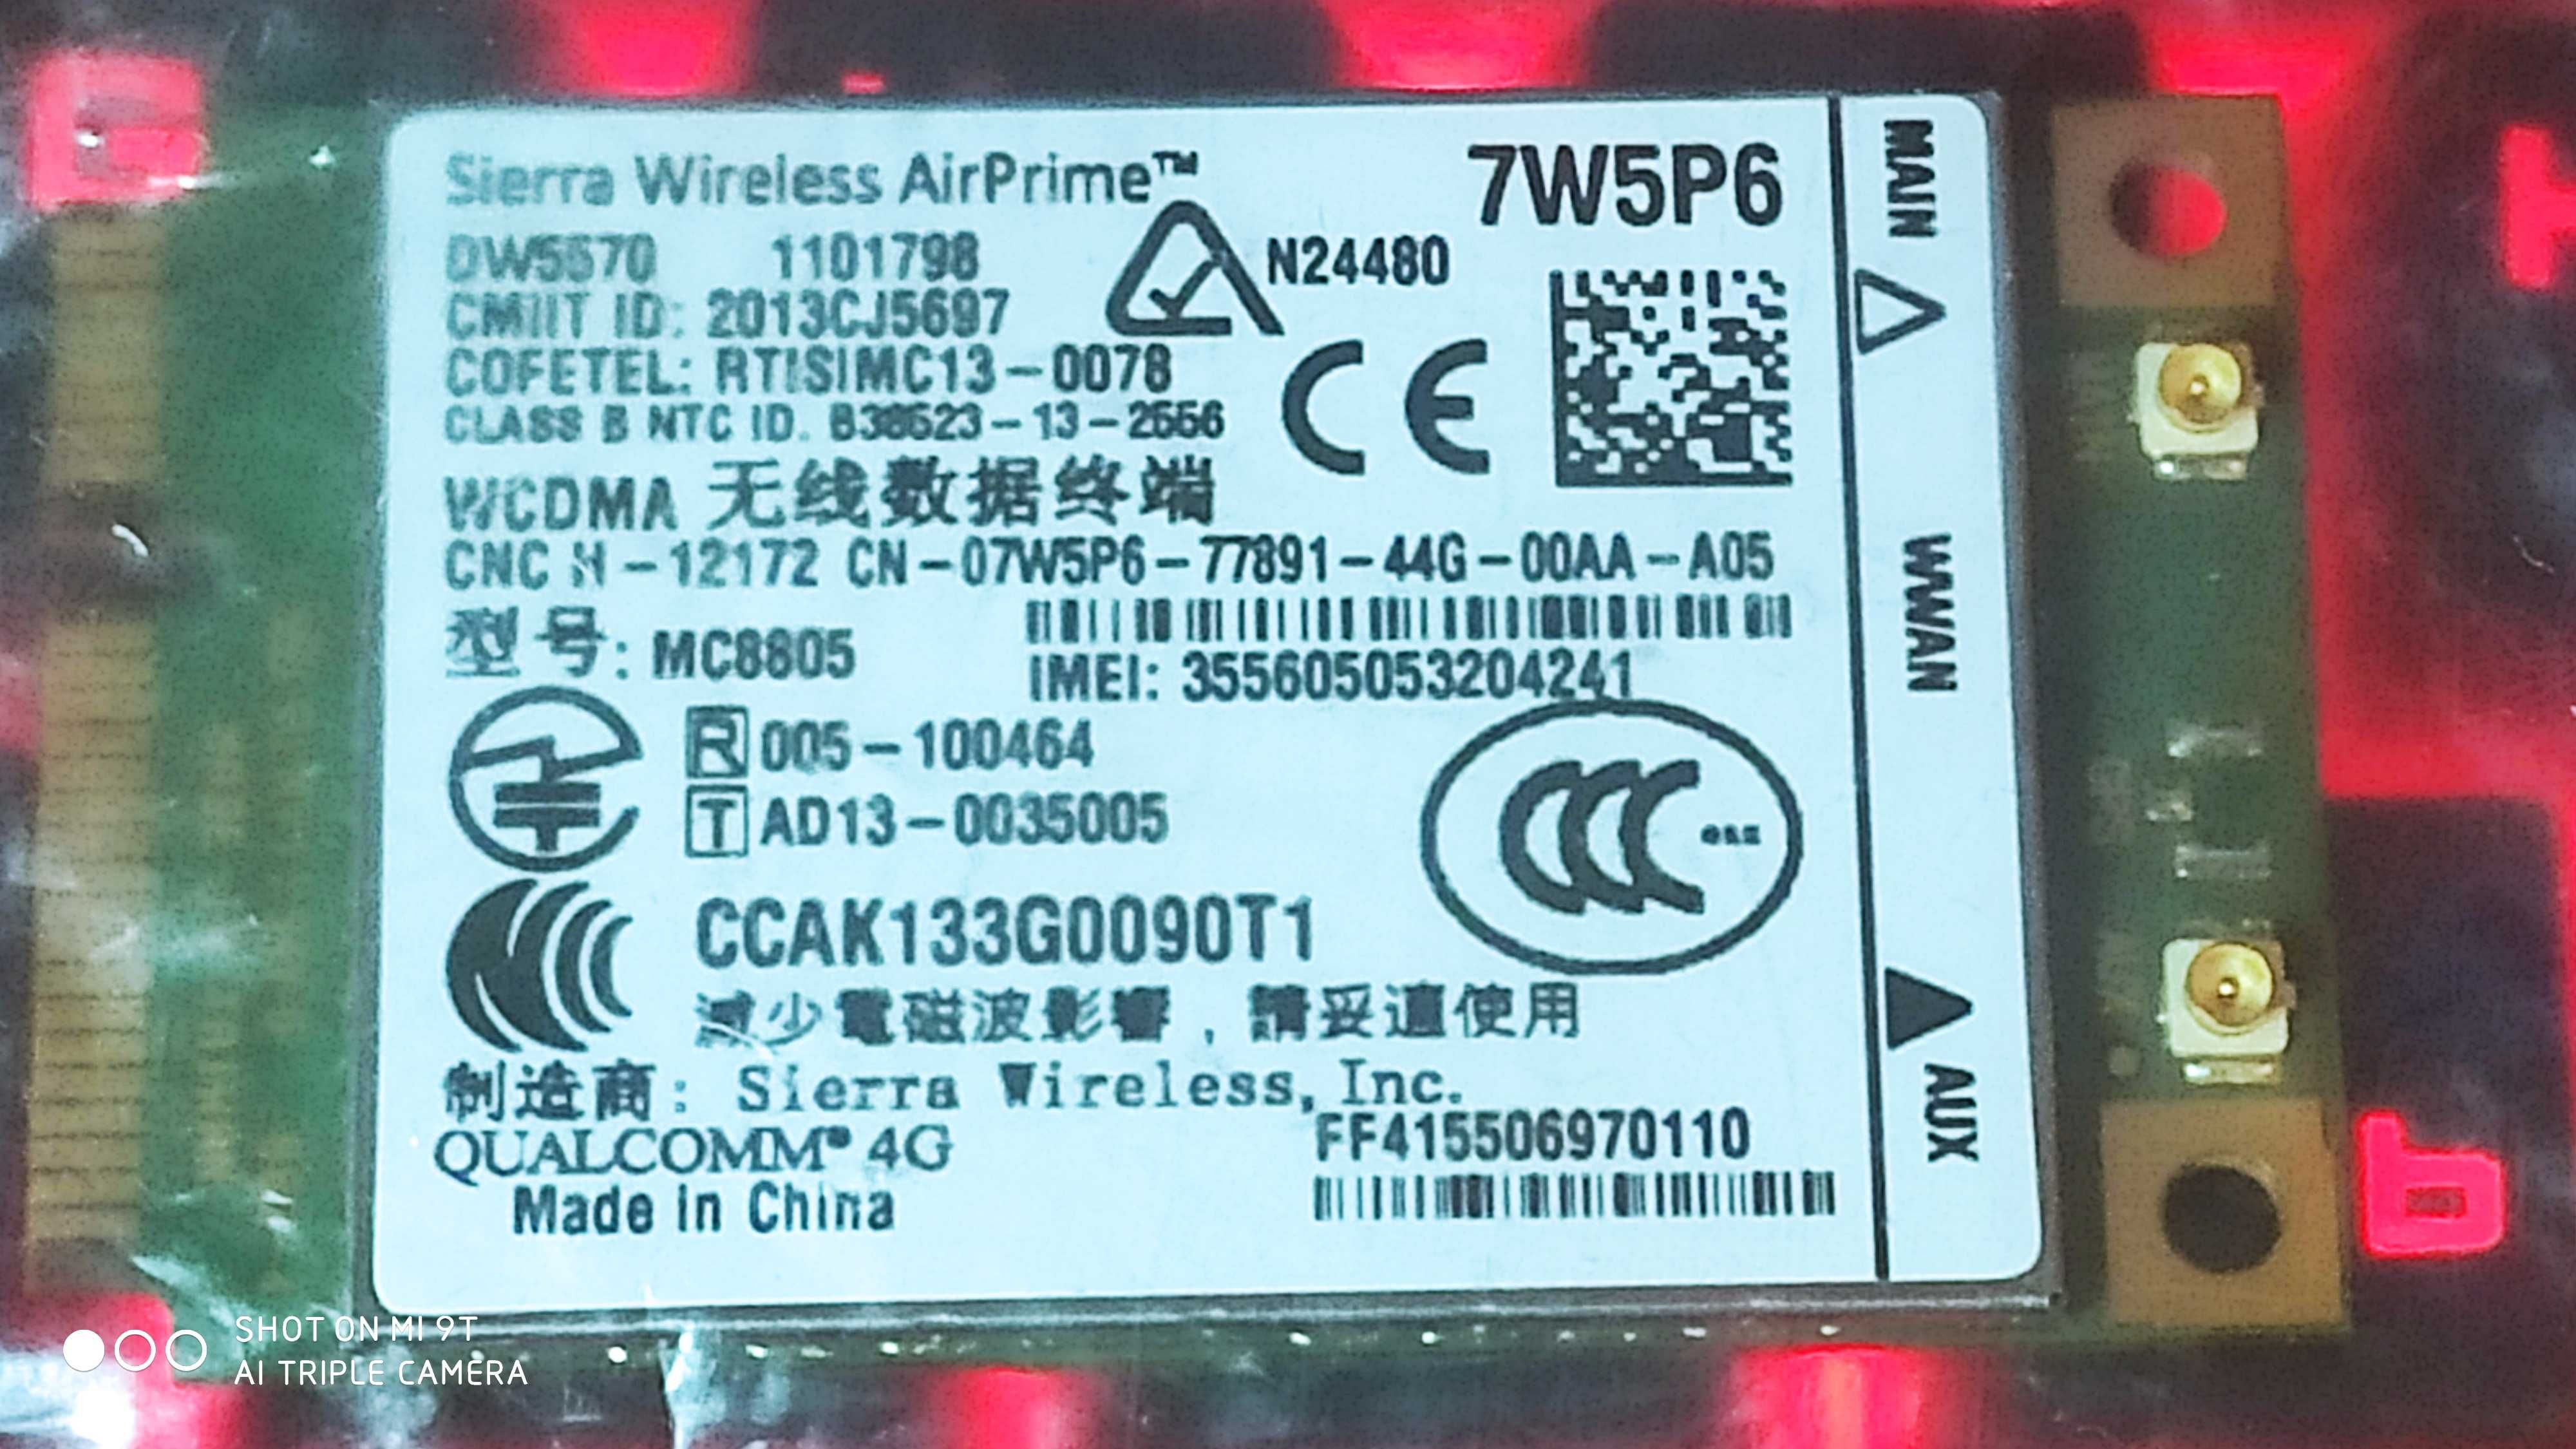 Sierra Wireless AirPrime™
7W5P6
DW5570 1101798
N24480
CMIIT ID: 2013CJ5697
COFETEL: RTISIMC13-0078
CLASS B NTC ID.
WCDMA 无线数据终端
CNC H-12172 CN-07W5P6-77891-44G-00AA-A05
型号: MC8805
IMEI: 355605053204241
R 005-100464
T AD13-0035005
CCC
CCAK133G0090T1
減少電磁波影響,請妥適使用
制造商: Sierra Wireless, Inc.
QUALCOMM® 4G
FF415506970110
Made in China
MAIN
WWAN
AUX
SHOT ON MI 9T
AI TRIPLE CAMERA